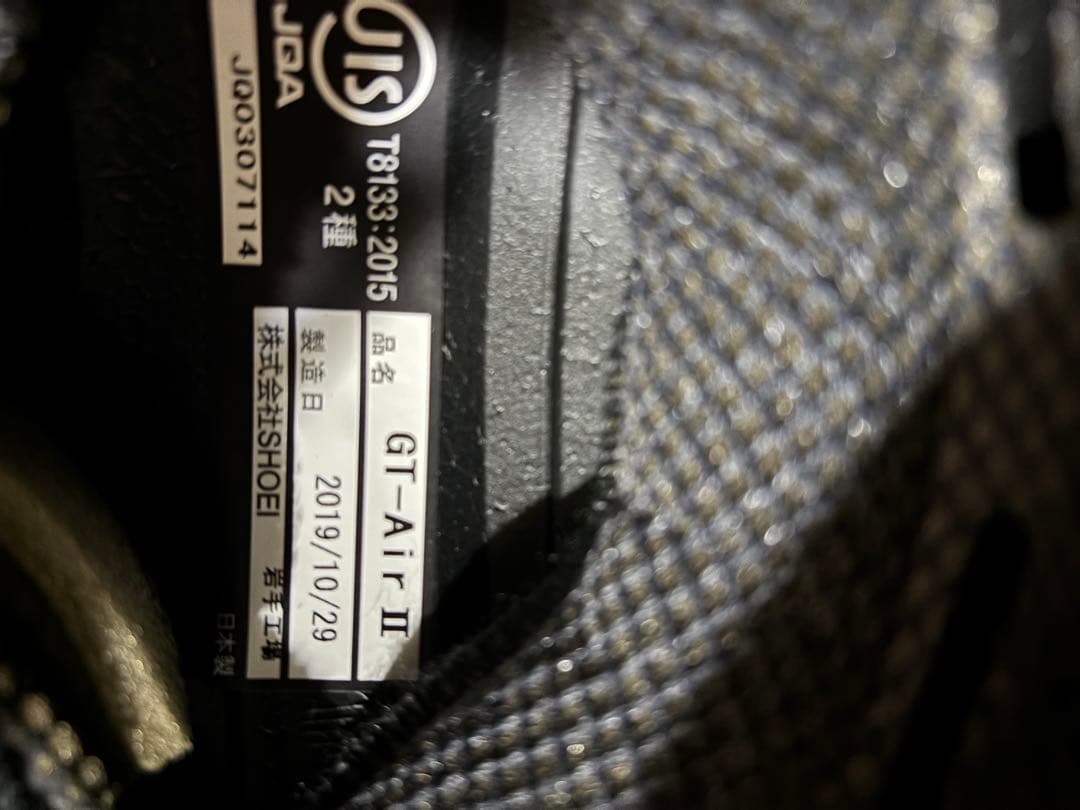 JIS
T8133:2015
JQA
2種
JQ0307114
品名 GT-Air Ⅱ
製造日 2019/10/29
株式会社SHOEI 岩手工場
日本製